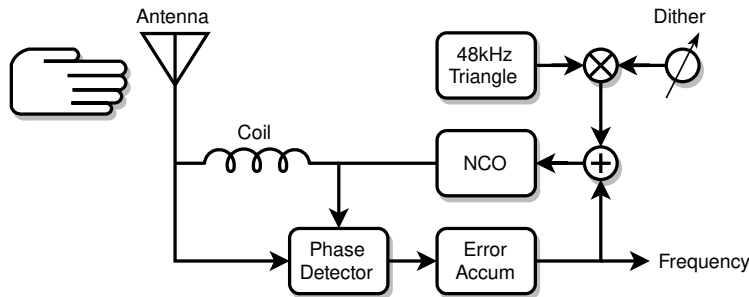 Antenna
Dither
48kHz
Triangle
Coil
NCO
Phase
Detector
Error
Accum
Frequency